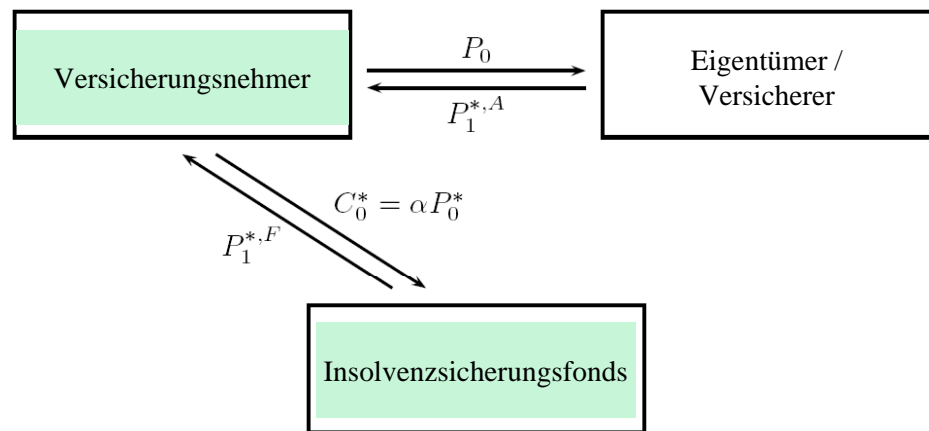 Versicherungsnehmer
P_0
P_1^{*,A}
Eigentümer /
Versicherer
C_0^* = αP_0^*
P_1^{*,F}
Insolvenzsicherungsfonds